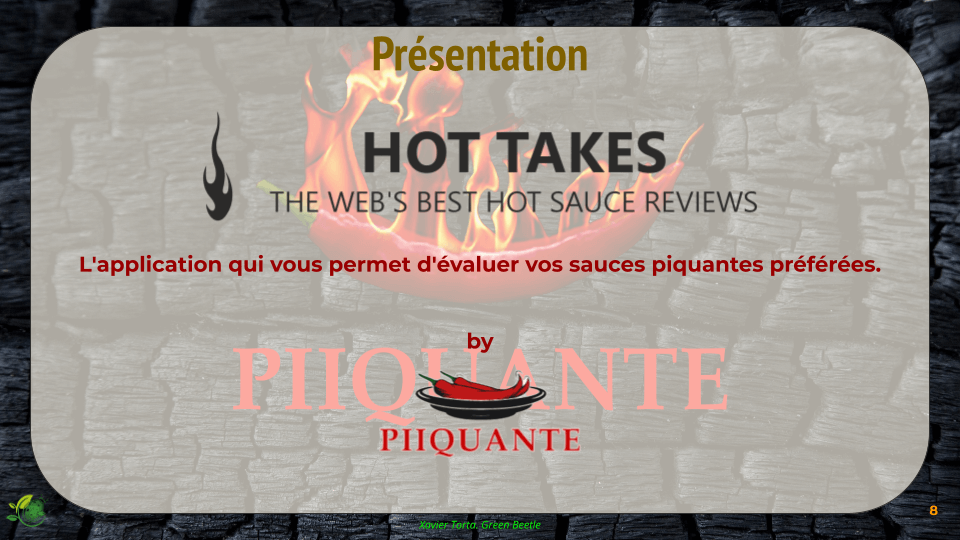 Présentation
HOT TAKES
THE WEB'S BEST HOT SAUCE REVIEWS
L'application qui vous permet d'évaluer vos sauces piquantes préférées.
by
PIIQUANTE
PIIQUANTE
8
Xavier Torta. Green Beetle